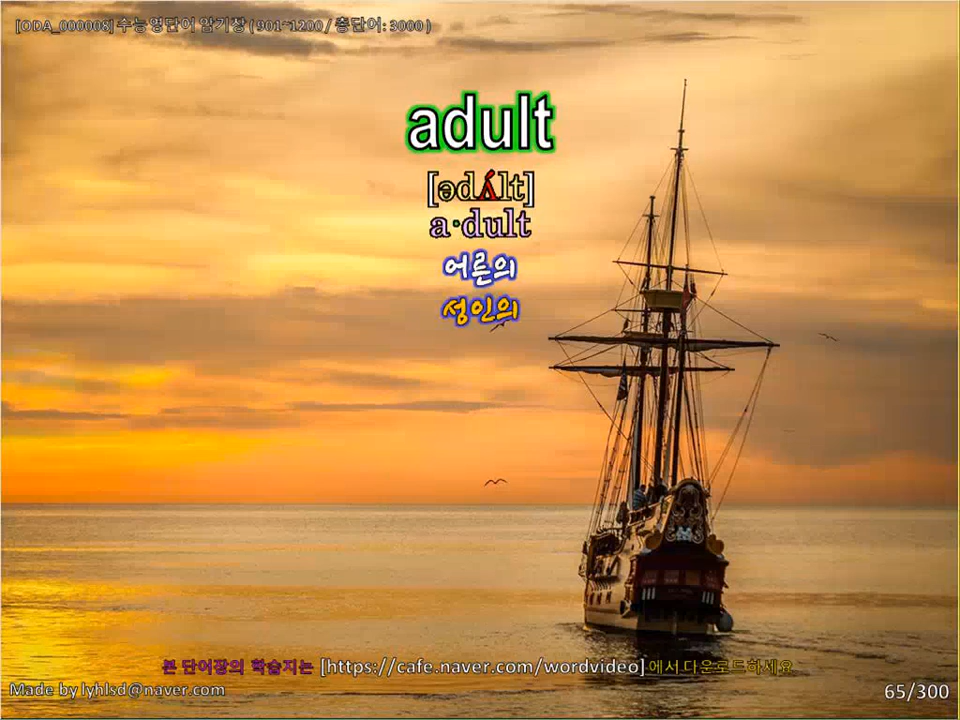 [ODA_000008] 수능 영단어 암기장 ( 901~1200 / 총단어: 3000 )
adult
[ədʌ́lt]
a·dult
어른의
성인의
본 단어장의 학습지는 [https://cafe.naver.com/wordvideo]에서 다운로드하세요
Made by lyhlsd@naver.com
65/300